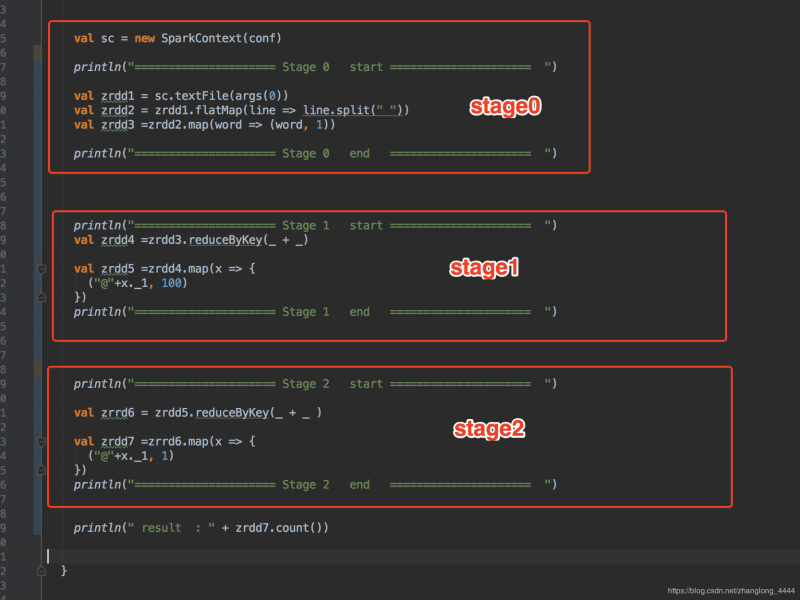 val sc = new SparkContext(conf)
println("===================== Stage 0   start =====================  ")
val zrdd1 = sc.textFile(args(0))
val zrdd2 = zrdd1.flatMap(line => line.split(" "))
stage0
val zrdd3 =zrdd2.map(word => (word, 1))
println("===================== Stage 0   end   =====================  ")
println("===================== Stage 1   start =====================  ")
val zrdd4 =zrdd3.reduceByKey(_ + _)
val zrdd5 =zrdd4.map(x => {
stage1
("@"+x._1, 100)
})
println("===================== Stage 1   end   =====================  ")
println("===================== Stage 2   start =====================  ")
val zrrd6 = zrdd5.reduceByKey(_ + _ )
stage2
val zrdd7 =zrrd6.map(x => {
("@"+x._1, 1)
})
println("===================== Stage 2   end   =====================  ")
println(" result  : " + zrdd7.count())
}
https://blog.csdn.net/zhanglong_4444